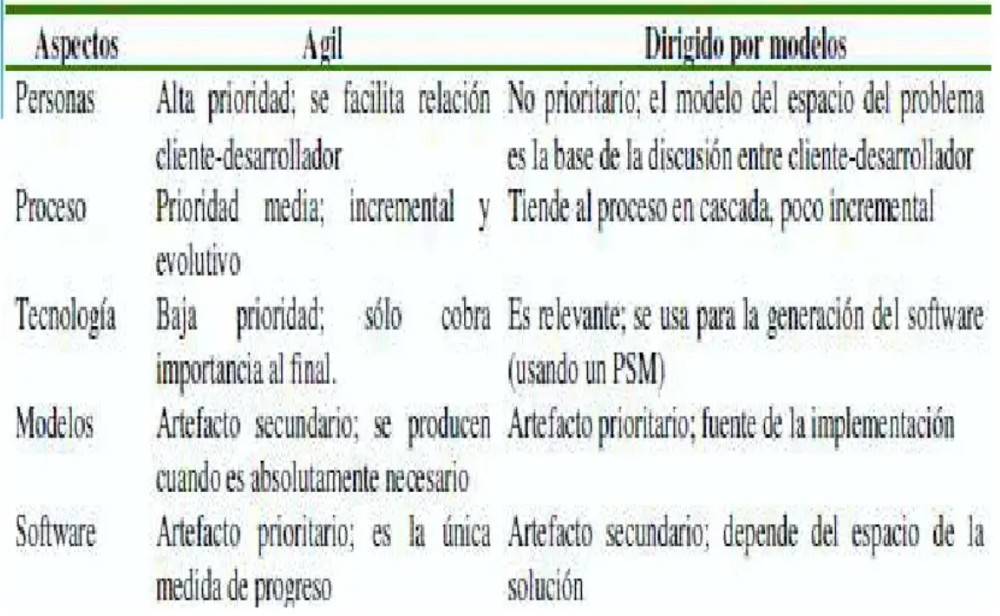 Aspectos Agil Dirigido por modelos
Personas Alta prioridad; se facilita relación No prioritario; el modelo del espacio del problema
cliente-desarrollador es la base de la discusión entre cliente-desarrollador
Proceso Prioridad media; incremental y Tiende al proceso en cascada, poco incremental
evolutivo
Tecnología Baja prioridad; sólo cobra Es relevante; se usa para la generación del software
importancia al final. (usando un PSM)
Modelos Artefacto secundario; se producen Artefacto prioritario; fuente de la implementación
cuando es absolutamente necesario
Software Artefacto prioritario; es la única Artefacto secundario; depende del espacio de la
medida de progreso solución